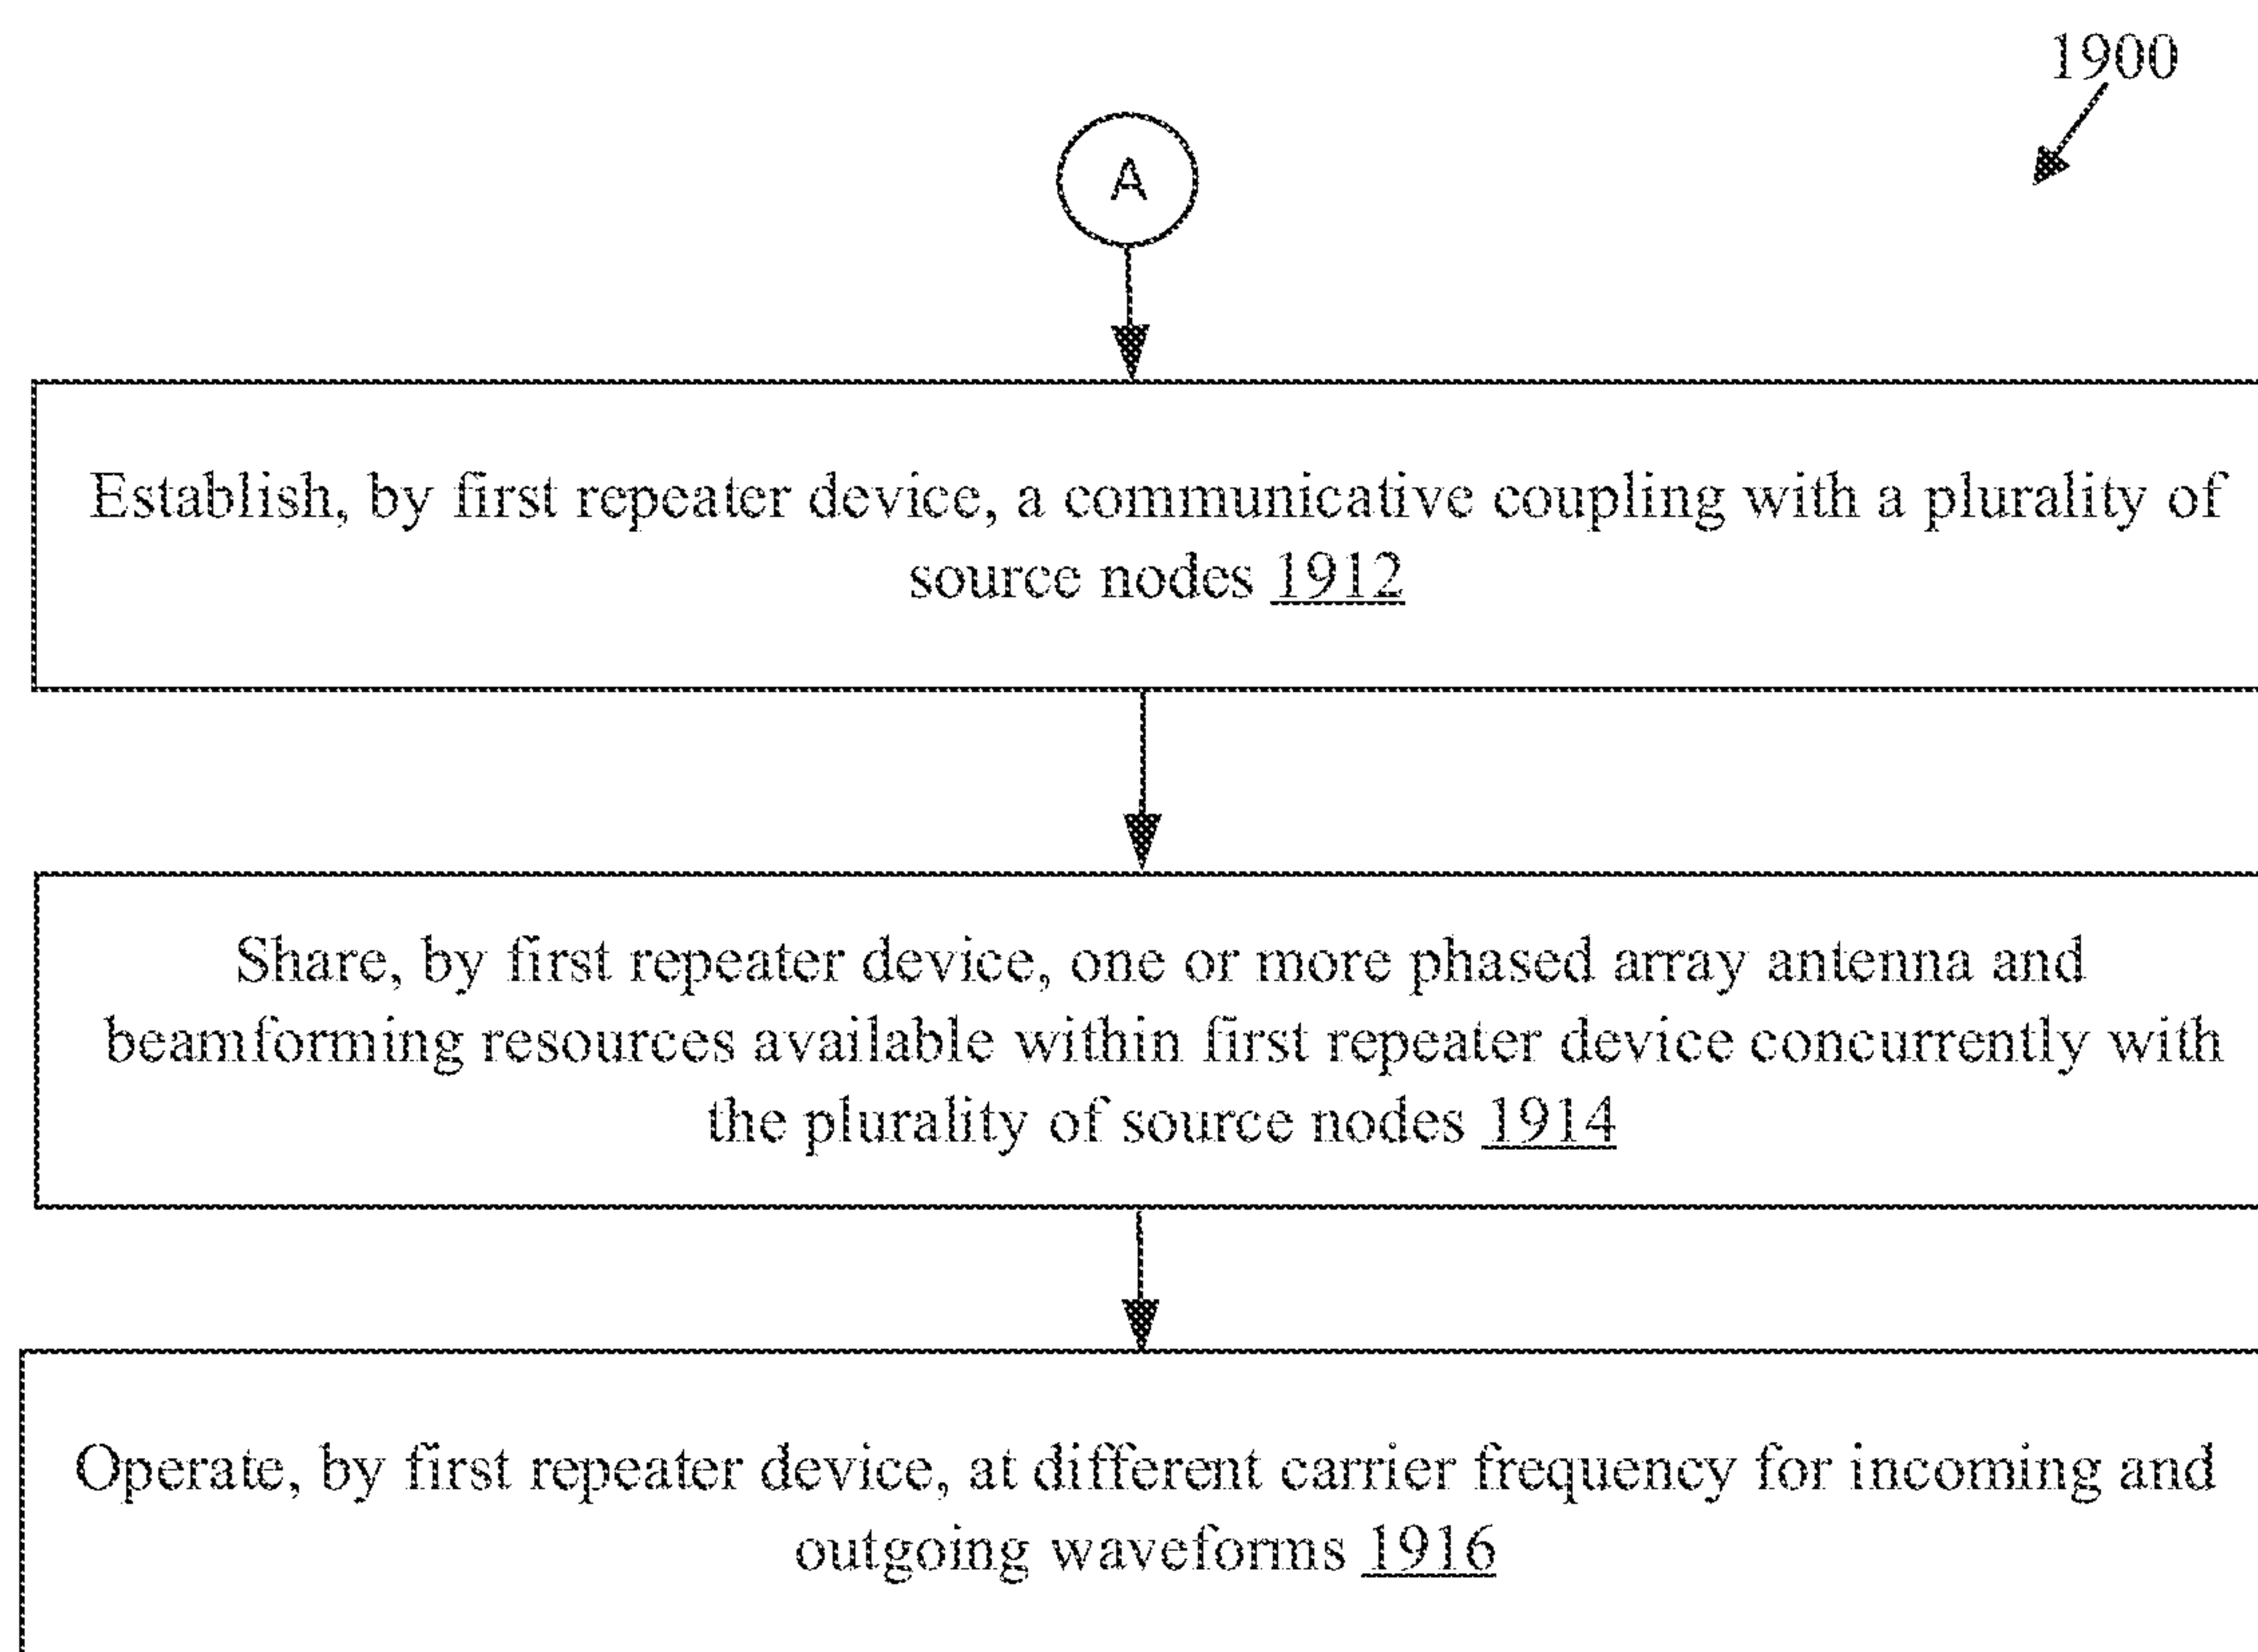 1900
A
Establish, by first repeater device, a communicative coupling with a plurality of
source nodes 1912
Share, by first repeater device, one or more phased array antenna and
beamforming resources available within first repeater device concurrently with
the plurality of source nodes 1914
Operate, by first repeater device, at different carrier frequency for incoming and
outgoing waveforms 1916